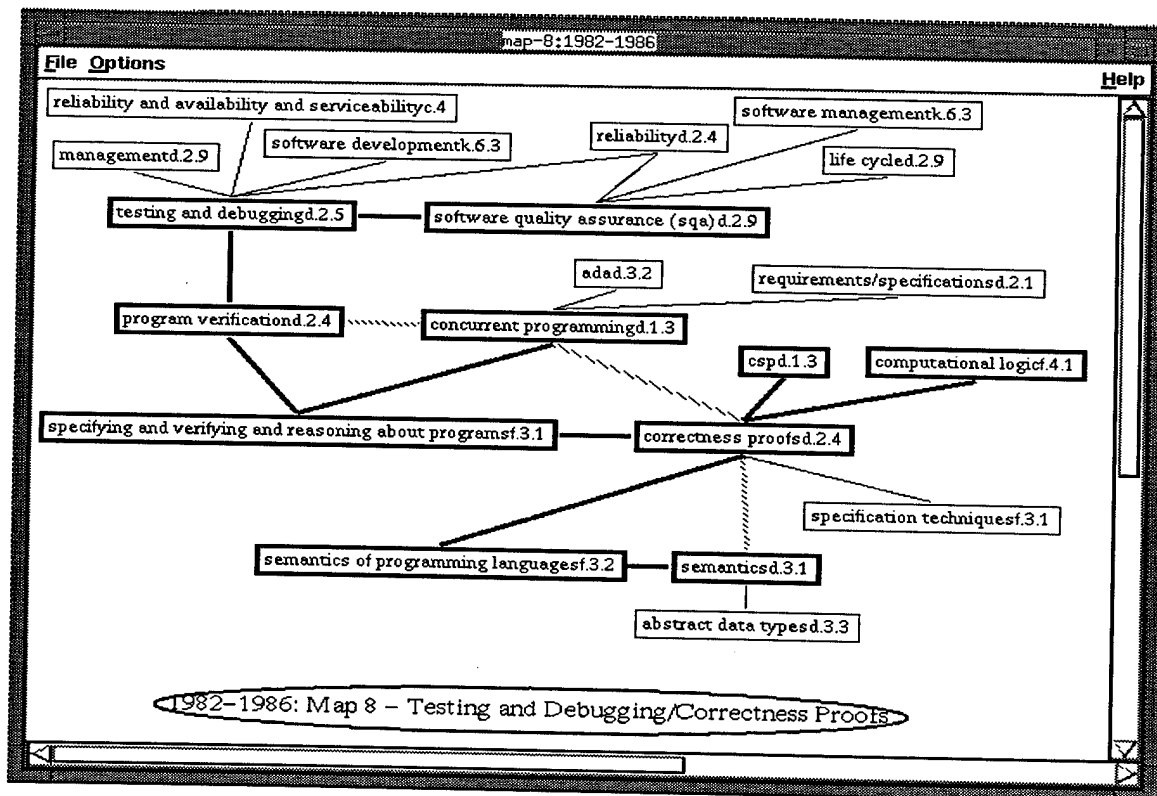 map-8:1982-1986
File Options
Help
reliability and availability and serviceabilityc.4
software managementk.6.3
managementd.2.9
software developmentk.6.3
reliabilityd.2.4
life cycled.2.9
testing and debuggingd.2.5
software quality assurance (sqa)d.2.9
adad.3.2
requirements/specificationsd.2.1
program verificationd.2.4
concurrent programmingd.1.3
cspd.1.3
computational logicf.4.1
specifying and verifying and reasoning about programsf.3.1
correctness proofsd.2.4
specification techniquesf.3.1
semantics of programming languagesf.3.2
semanticsd.3.1
abstract data typesd.3.3
1982-1986: Map 8 - Testing and Debugging/Correctness Proofs